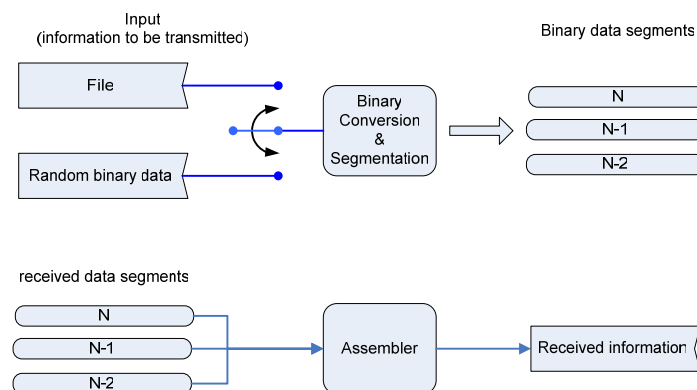 Input
(information to be transmitted)
Binary data segments
File
Binary
Conversion
&
Segmentation
N
N-1
N-2
Random binary data
received data segments
N
N-1
N-2
Assembler
Received information